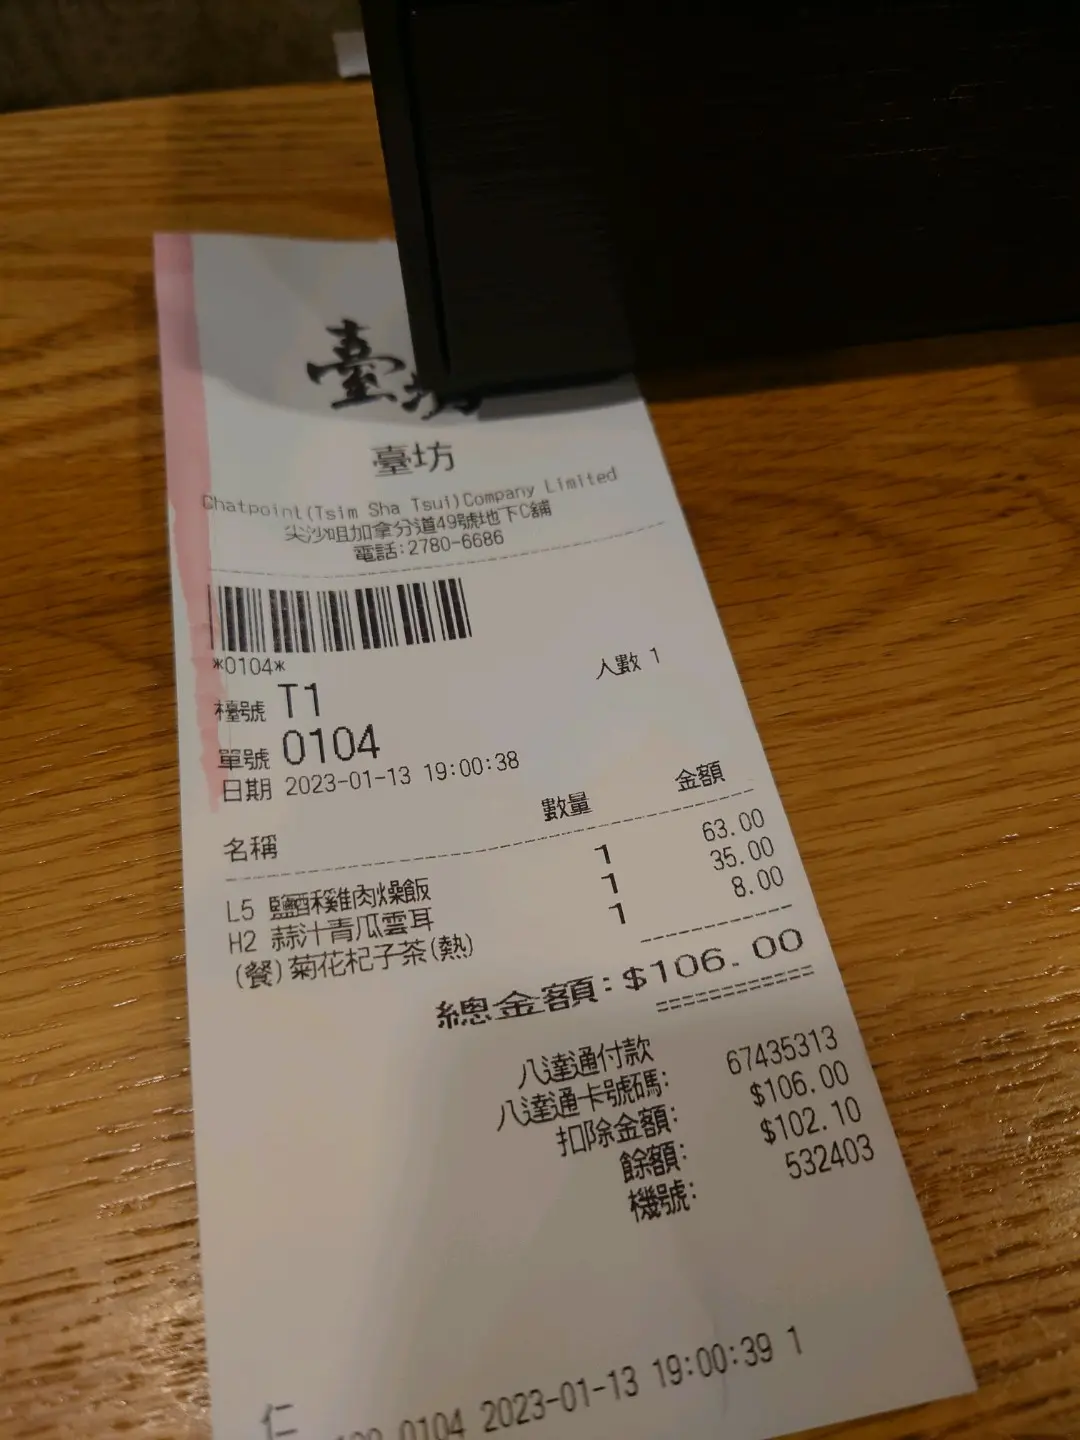 臺坊
臺坊
Chatpoint(Tsim Sha Tsui)Company Limited
尖沙咀加拿分道49號地下C舖
電話:2780-6686
*0104*
檯號 T1 人數 1
單號 0104
日期 2023-01-13 19:00:38
名稱 數量 金額
L5 鹽酒稀雞肉燥飯 1 63.00
H2 蒜汁青瓜雲耳 1 35.00
(餐)菊花杞子茶(熱) 1 8.00
總金額:$106.00
八達通付款
八達通卡號碼: 67435313
扣除金額: $106.00
餘額: $102.10
機號: 532403
仁 0104 2023-01-13 19:00:39 1